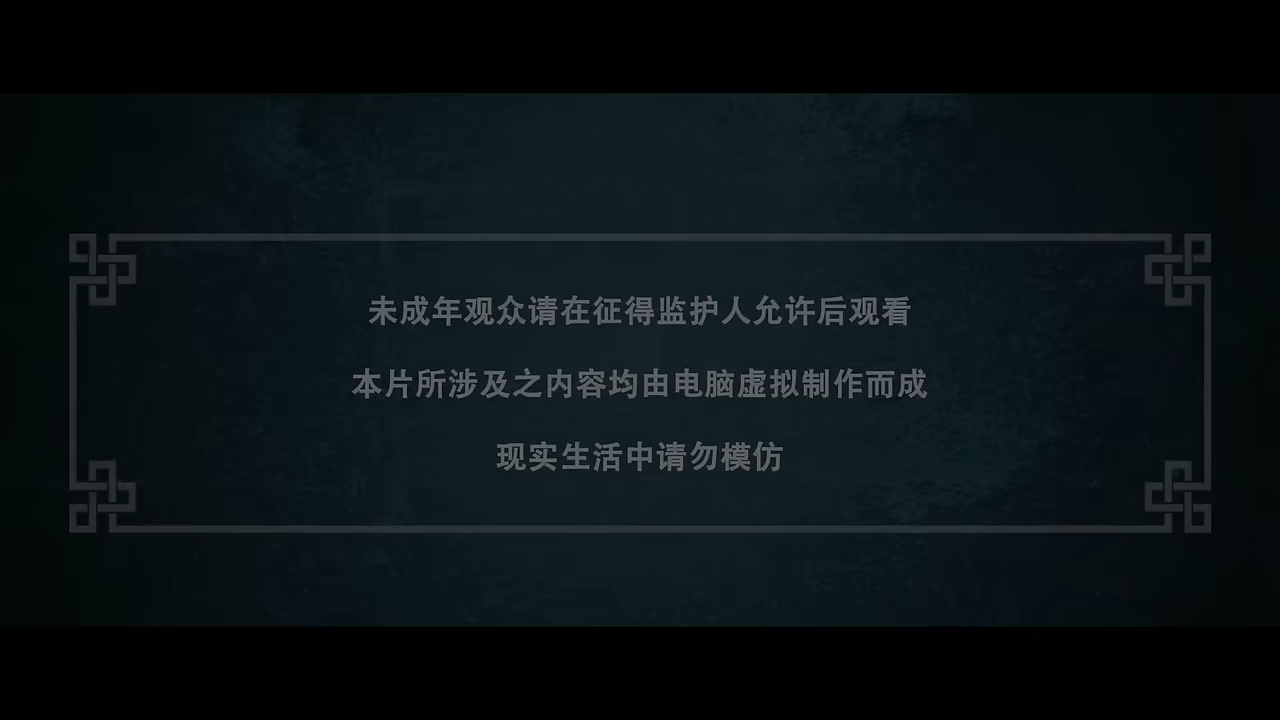 未成年观众请在征得监护人允许后观看
本片所涉及之内容均由电脑虚拟制作而成
现实生活中请勿模仿